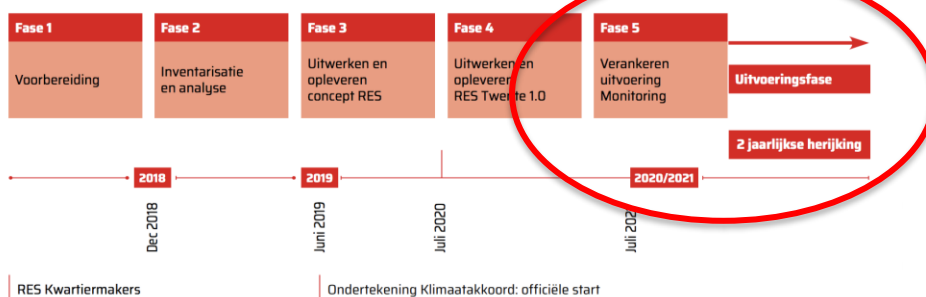 Fase 1
Voorbereiding
Fase 2
Inventarisatie
en analyse
Fase 3
Uitwerken en
opleveren
concept RES
Fase 4
Uitwerken en
opleveren
RES Twente 1.0
Fase 5
Verankeren
uitvoering
Monitoring
Uitvoeringsfase
2 jaarlijkse herijking
2018
2019
2020/2021
Dec 2018
Juni 2019
Juli 2020
Juli
RES Kwartiermakers
Ondertekening Klimaatakkoord: officiële start